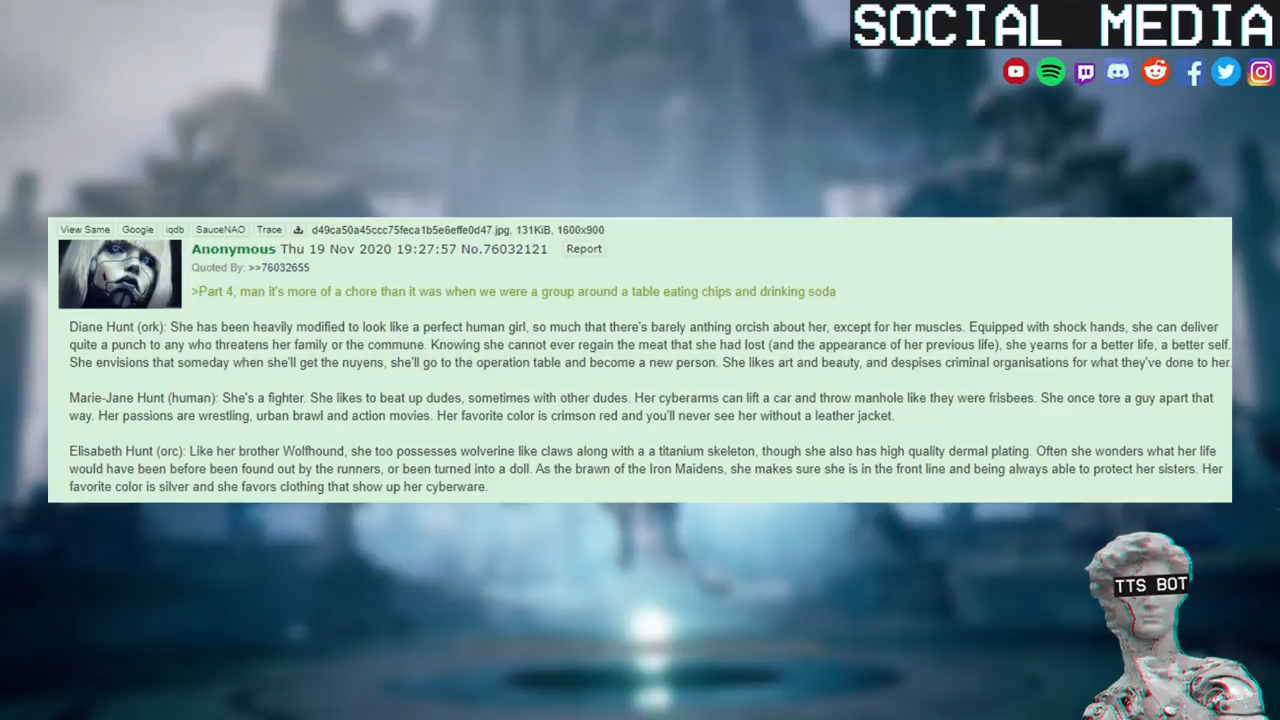 SOCIAL MEDIA
View Same Google iqdb SauceNAO Trace d49ca50a45ccc75feca1b5e6effe0d47.jpg, 131KiB, 1600x900
Anonymous Thu 19 Nov 2020 19:27:57 No.76032121 Report
Quoted By: >>76032655
>Part 4, man it's more of a chore than it was when we were a group around a table eating chips and drinking soda
Diane Hunt (ork): She has been heavily modified to look like a perfect human girl, so much that there's barely anthing orcish about her, except for her muscles. Equipped with shock hands, she can deliver
quite a punch to any who threatens her family or the commune. Knowing she cannot ever regain the meat that she had lost (and the appearance of her previous life), she yearns for a better life, a better self.
She envisions that someday when she'll get the nuyens, she'll go to the operation table and become a new person. She likes art and beauty, and despises criminal organisations for what they've done to her.
Marie-Jane Hunt (human): She's a fighter. She likes to beat up dudes, sometimes with other dudes. Her cyberarms can lift a car and throw manhole like they were frisbees. She once tore a guy apart that
way. Her passions are wrestling, urban brawl and action movies. Her favorite color is crimson red and you'll never see her without a leather jacket.
Elisabeth Hunt (orc): Like her brother Wolfhound, she too possesses wolverine like claws along with a a titanium skeleton, though she also has high quality dermal plating. Often she wonders what her life
would have been before been found out by the runners, or been turned into a doll. As the brawn of the Iron Maidens, she makes sure she is in the front line and being always able to protect her sisters. Her
favorite color is silver and she favors clothing that show up her cyberware.
TTS BOT